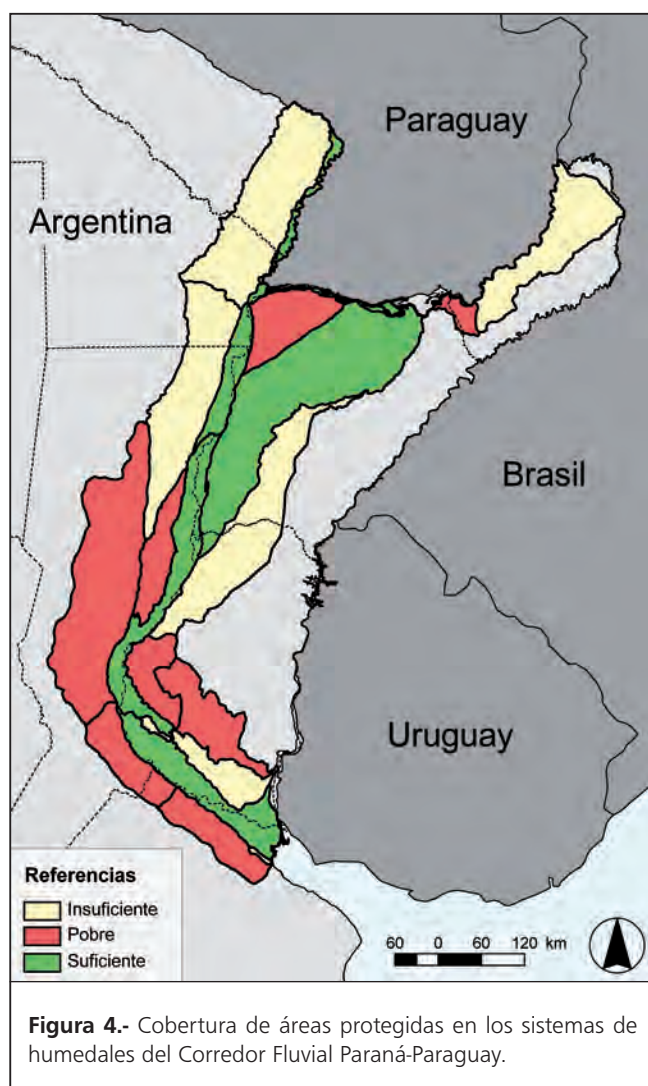 Paraguay
Argentina
Brasil
Uruguay
Referencias
Insuficiente
Pobre
Suficiente
60 0 60 120 km
Figura 4.- Cobertura de áreas protegidas en los sistemas de
humedales del Corredor Fluvial Paraná-Paraguay.